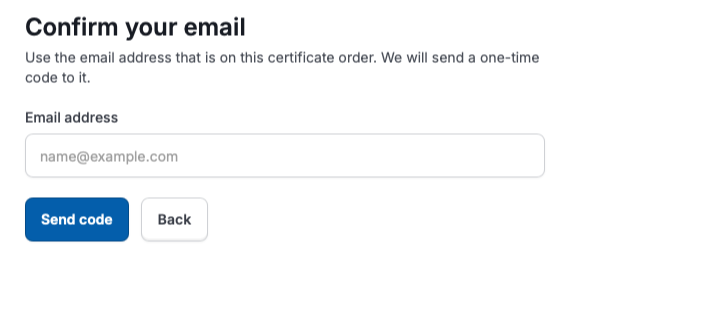 Confirm your email
Use the email address that is on this certificate order. We will send a one-time
code to it.
Email address
name@example.com
Send code
Back